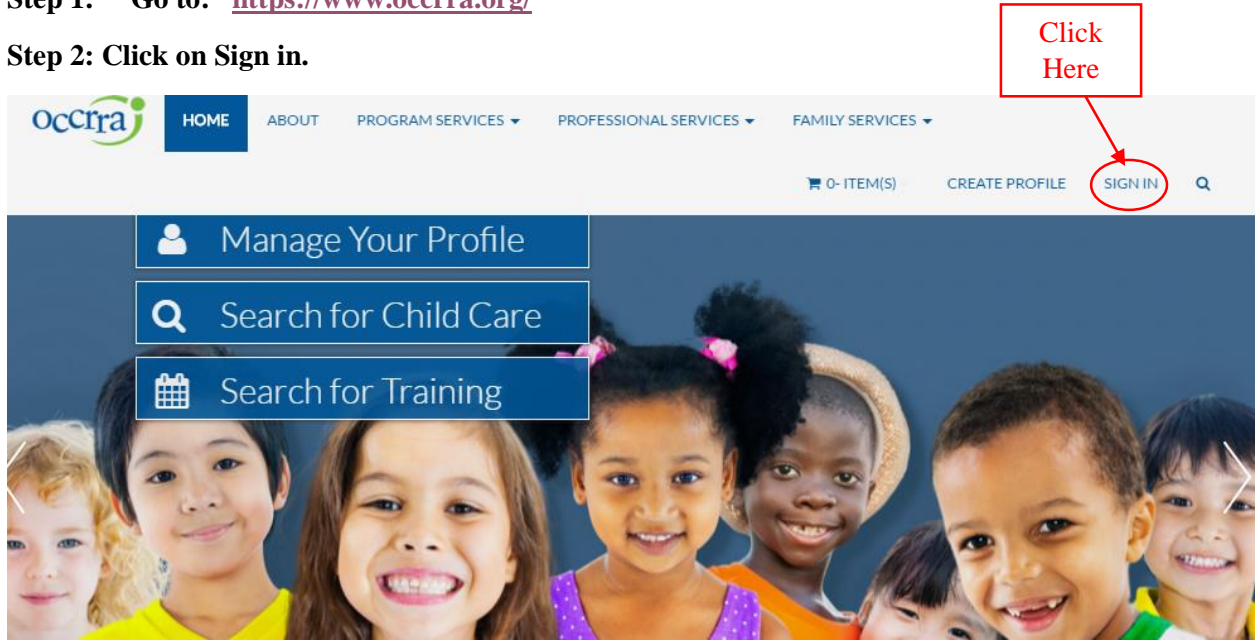 Step 1: Go to: https://www.occrra.org/
Step 2: Click on Sign in.
Click
Here
occrra
HOME ABOUT PROGRAM SERVICES PROFESSIONAL SERVICES FAMILY SERVICES
0- ITEM(S) CREATE PROFILE SIGN IN
Manage Your Profile
Search for Child Care
Search for Training